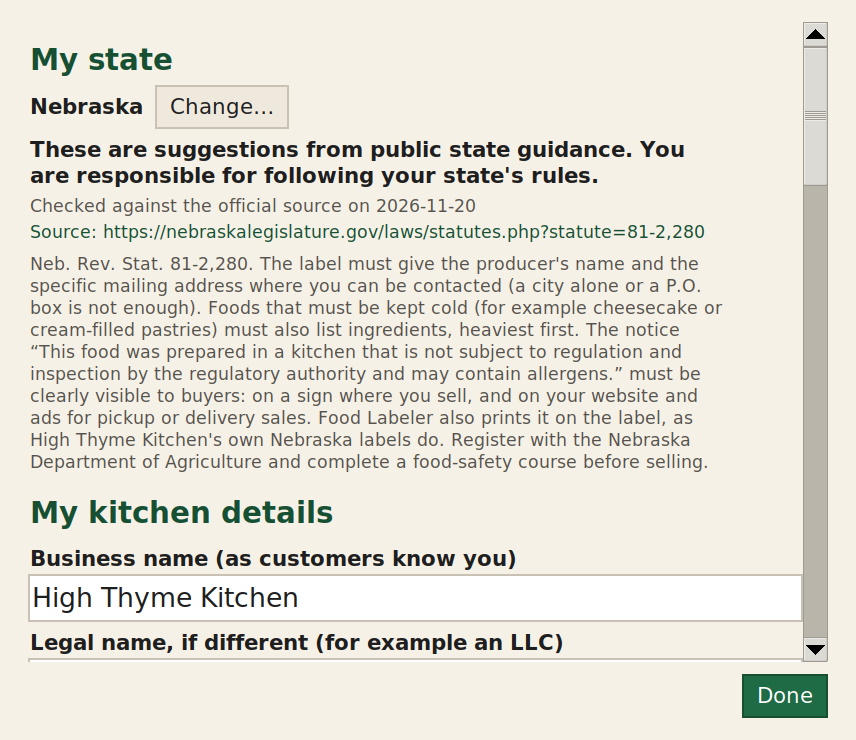 My state
Nebraska Change...
These are suggestions from public state guidance. You
are responsible for following your state's rules.
Checked against the official source on 2026-11-20
Source: https://nebraskalegislature.gov/laws/statutes.php?statute=81-2,280
Neb. Rev. Stat. 81-2,280. The label must give the producer's name and the
specific mailing address where you can be contacted (a city alone or a P.O.
box is not enough). Foods that must be kept cold (for example cheesecake or
cream-filled pastries) must also list ingredients, heaviest first. The notice
“This food was prepared in a kitchen that is not subject to regulation and
inspection by the regulatory authority and may contain allergens.” must be
clearly visible to buyers: on a sign where you sell, and on your website and
ads for pickup or delivery sales. Food Labeler also prints it on the label, as
High Thyme Kitchen's own Nebraska labels do. Register with the Nebraska
Department of Agriculture and complete a food-safety course before selling.
My kitchen details
Business name (as customers know you)
High Thyme Kitchen
Legal name, if different (for example an LLC)
Done